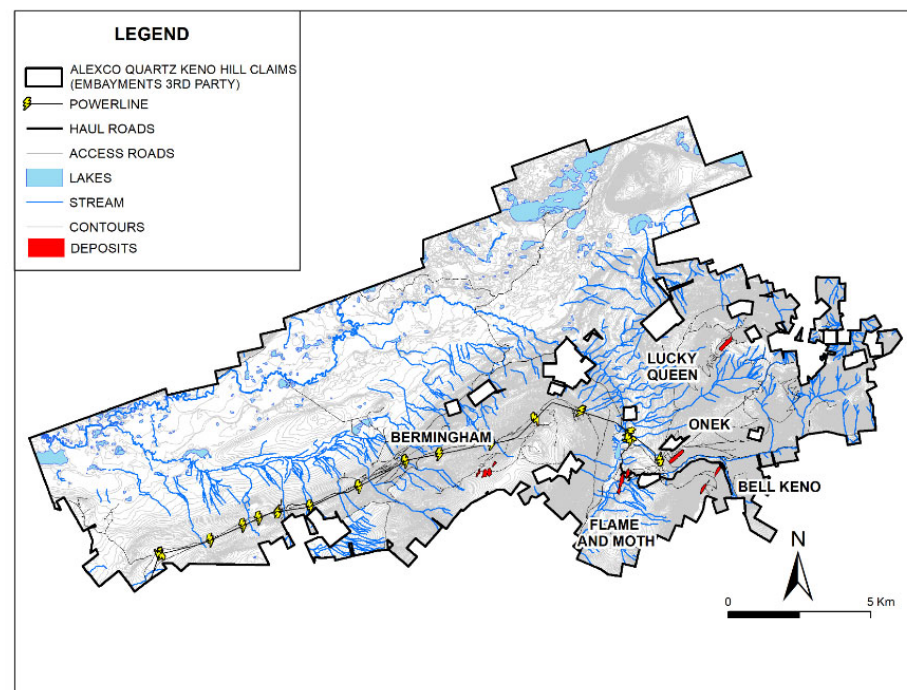 LEGEND
ALEXCO QUARTZ KENO HILL CLAIMS
(EMBAYMENTS 3RD PARTY)
POWERLINE
HAUL ROADS
ACCESS ROADS
LAKES
STREAM
CONTOURS
DEPOSITS
LUCKY
QUEEN
BERMINGHAM
ONEK
BELL KENO
FLAME
AND MOTH
N
0 5 Km